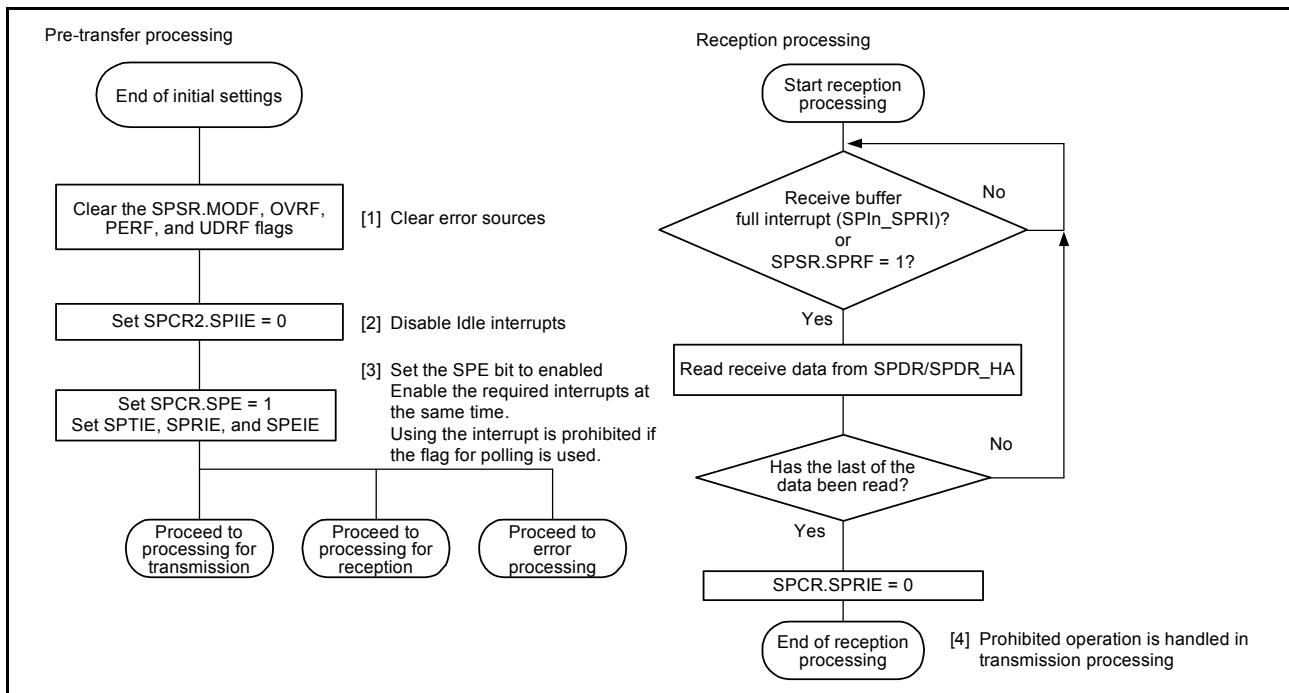 Pre-transfer processing
End of initial settings
Clear the SPSR.MODF, OVRF,
PERF, and UDRF flags
[1] Clear error sources
Set SPCR2.SPIIE = 0
[2] Disable Idle interrupts
Set SPCR.SPE = 1
Set SPTIE, SPRIE, and SPEIE
[3] Set the SPE bit to enabled
Enable the required interrupts at
the same time.
Using the interrupt is prohibited if
the flag for polling is used.
Proceed to
processing for
transmission
Proceed to
processing for
reception
Proceed to
error
processing
Reception processing
Start reception
processing
Receive buffer
full interrupt (SPIn_SPRI)?
or
SPSR.SPRF = 1?
No
Yes
Read receive data from SPDR/SPDR_HA
Has the last of the
data been read?
No
Yes
SPCR.SPRIE = 0
End of reception
processing
[4] Prohibited operation is handled in
transmission processing